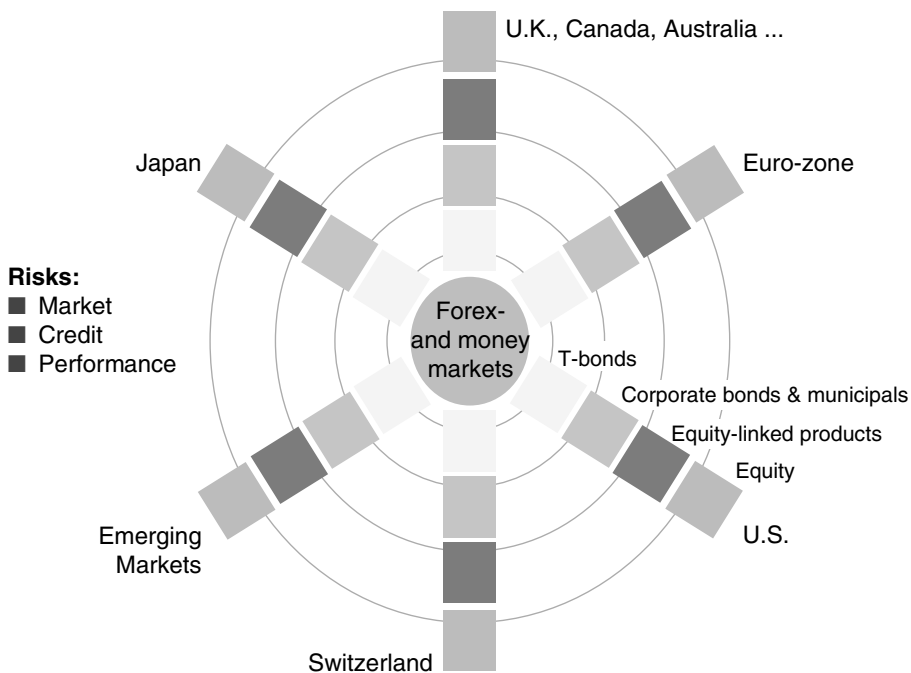 U.K., Canada, Australia ...
Japan
Euro-zone
Risks:
Market
Credit
Performance
Forex-
and money
markets
T-bonds
Corporate bonds & municipals
Equity-linked products
Equity
U.S.
Emerging
Markets
Switzerland